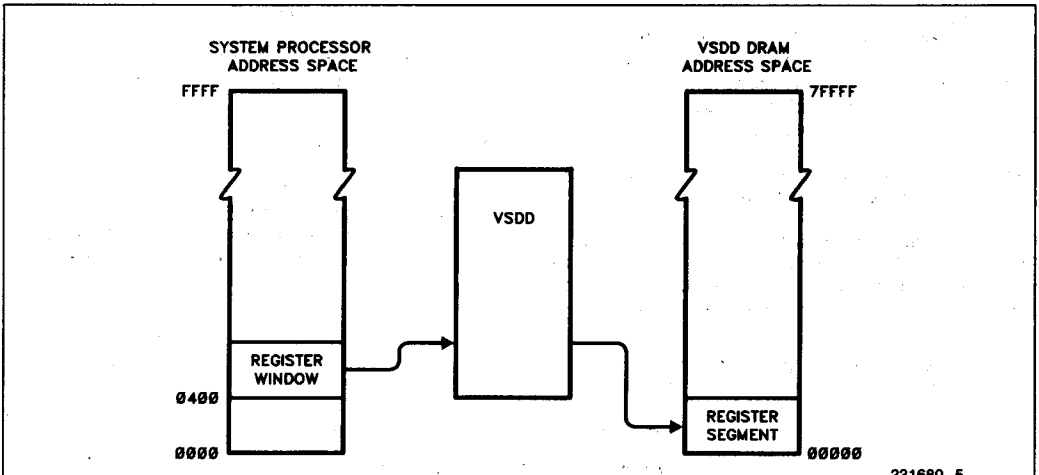 SYSTEM PROCESSOR
ADDRESS SPACE
VSDD DRAM
ADDRESS SPACE
FFFF
7FFFF
VSDD
REGISTER
WINDOW
0400
REGISTER
SEGMENT
0000
00000
231680–5